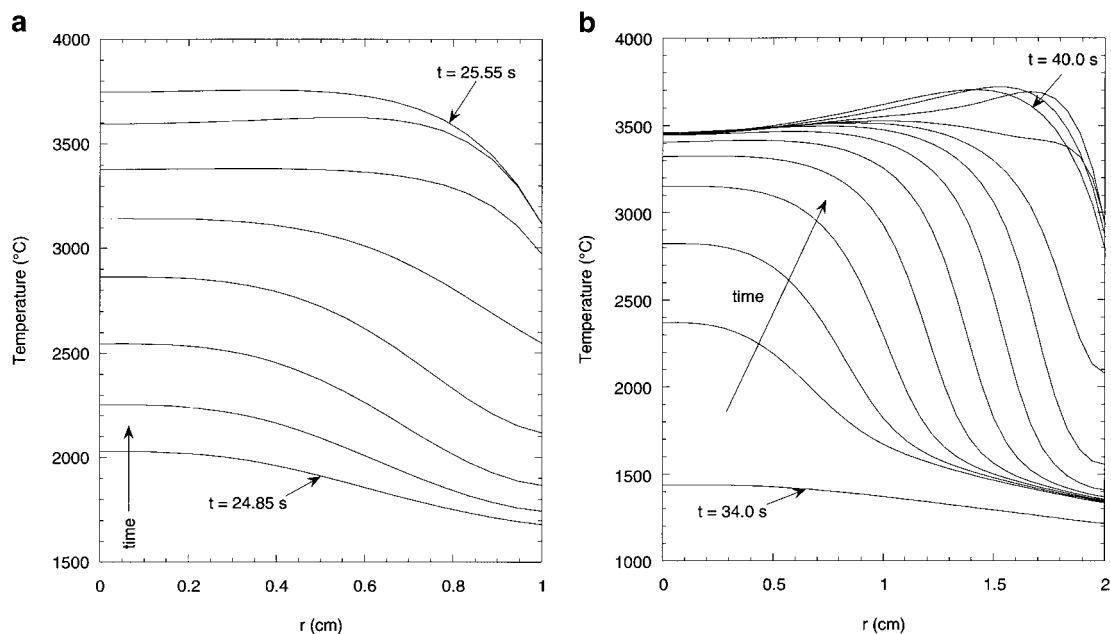 a
4000
3500
3000
2500
2000
1500
Temperature (°C)
t = 25.55 s
t = 24.85 s
time
0
0.2
0.4
0.6
0.8
1
r (cm)
b
4000
3500
3000
2500
2000
1500
1000
Temperature (°C)
t = 40.0 s
time
t = 34.0 s
0
0.5
1
1.5
2
r (cm)